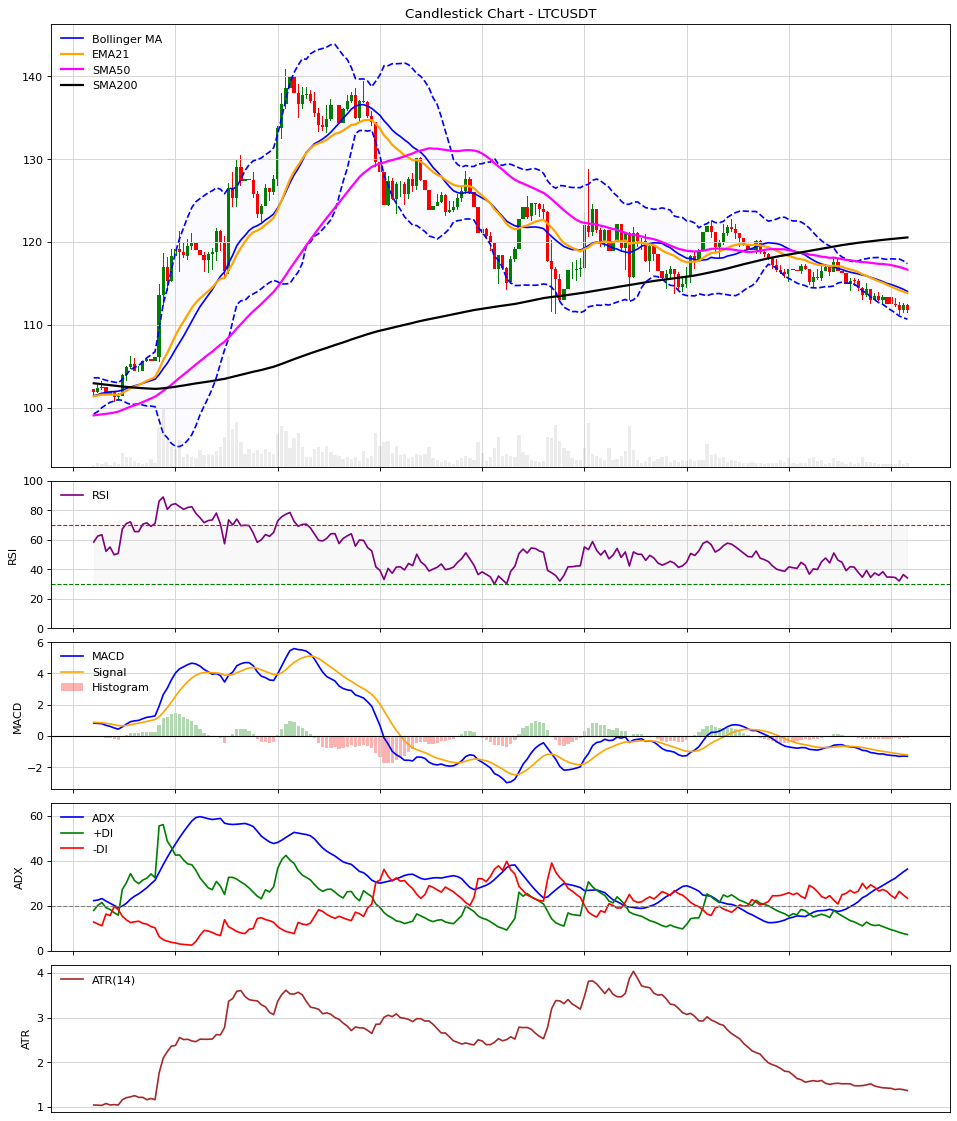 Candlestick Chart - LTCUSDT
Bollinger MA
EMA21
SMA50
SMA200
140
130
120
110
100
100
80
60
40
20
0
RSI
RSI
6
4
2
0
−2
MACD
MACD
Signal
Histogram
60
40
20
0
ADX
ADX
+DI
-DI
4
3
2
1
ATR
ATR(14)